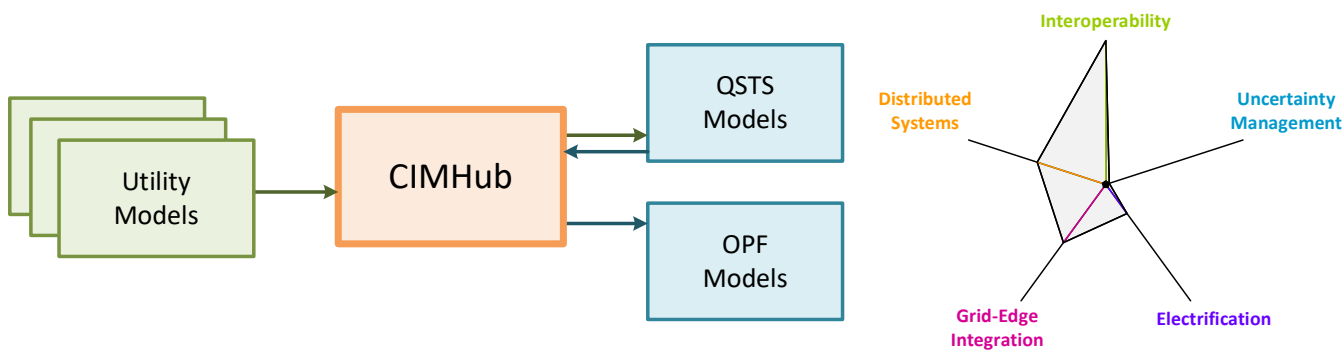 Utility
Models
CIMHub
QSTS
Models
OPF
Models
Interoperability
Distributed
Systems
Uncertainty
Management
Grid-Edge
Integration
Electrification